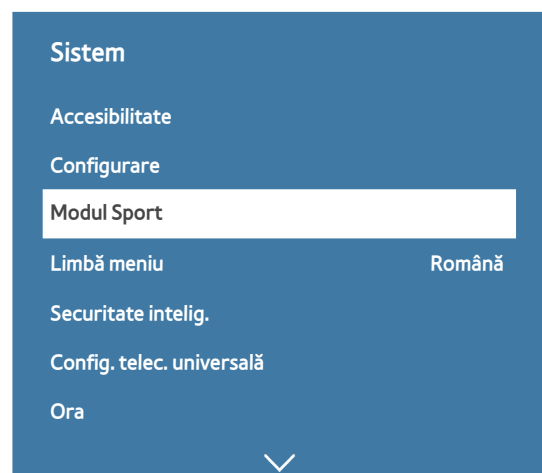 Sistem
Accesibilitate
Configurare
Modul Sport
Limbă meniu Română
Securitate intelig.
Config. telec. universală
Ora